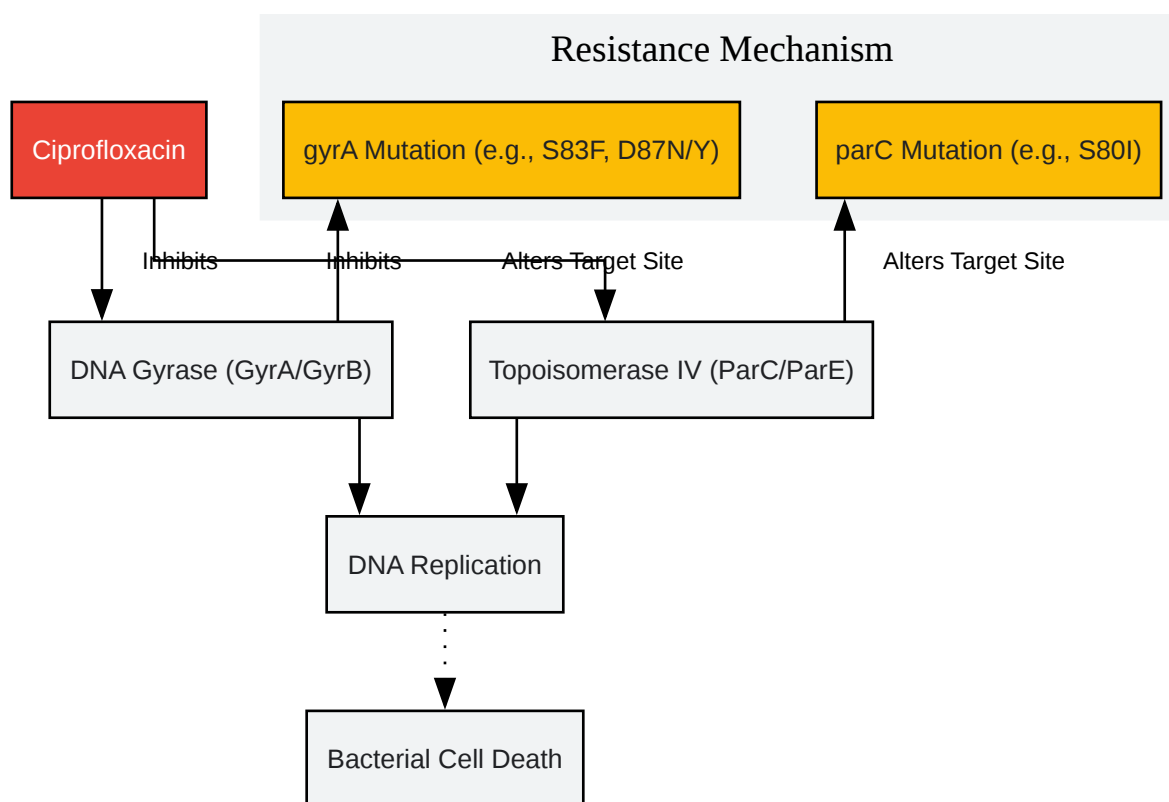 Resistance Mechanism
Ciprofloxacin
gyrA Mutation (e.g., S83F, D87N/Y)
parC Mutation (e.g., S80I)
Inhibits
Inhibits
Alters Target Site
Alters Target Site
DNA Gyrase (GyrA/GyrB)
Topoisomerase IV (ParC/ParE)
DNA Replication
Bacterial Cell Death